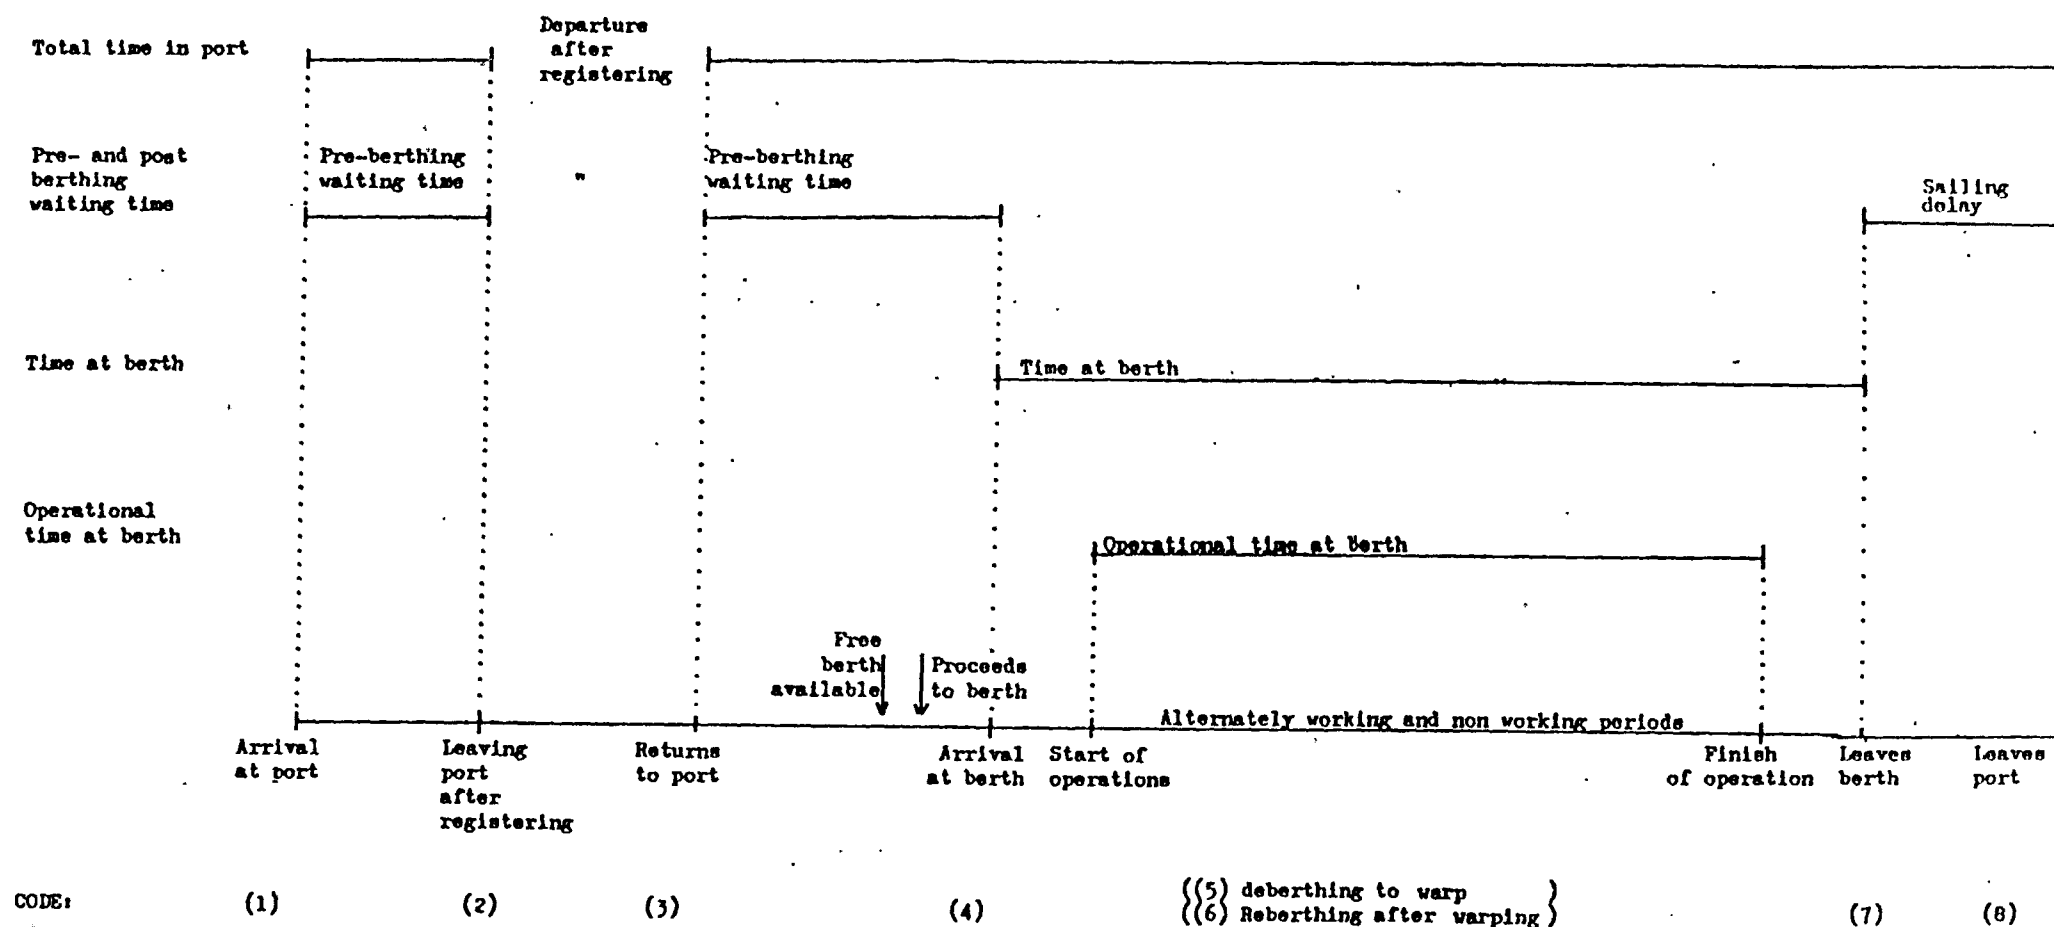 Departure
after
registering
Total time in port
Pre- and post
berthing
waiting time
Pre-berthing
waiting time
"
Pre-berthing
waiting time
Sailing
delay
Time at berth
Time at berth
Operational
time at berth
Operational time at Berth
Free
berth
available
Proceeds
to berth
Alternately working and non working periods
Arrival
at port
Leaving
port
after
registering
Returns
to port
Arrival
at berth
Start of
operations
Finish
of operation
Leaves
berth
Leaves
port
CODE: (1) (2) (3) (4) ((5) deberthing to warp ) (7) (8)
((6) Reberthing after warping )